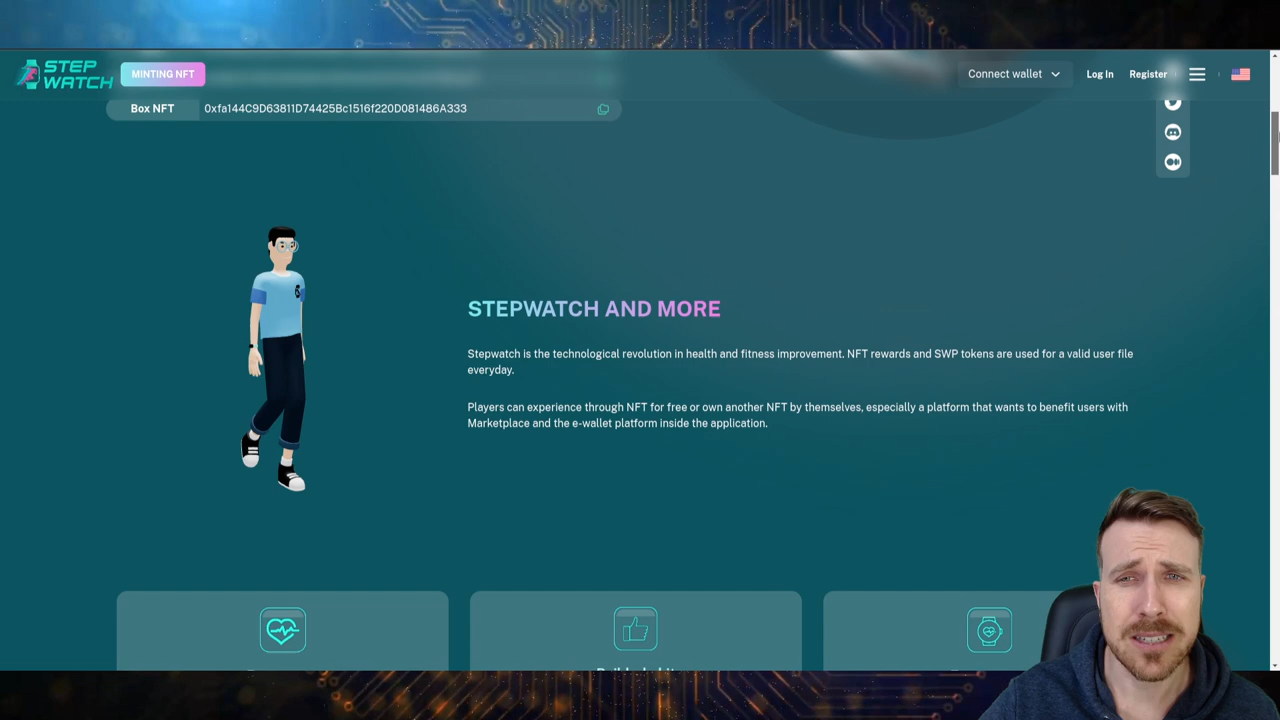 STEP
WATCH
MINTING NFT
Connect wallet
Log In
Register
Box NFT
0xfa144C9D63811D74425Bc1516f220D081486A333
STEPWATCH AND MORE
Stepwatch is the technological revolution in health and fitness improvement. NFT rewards and SWP tokens are used for a valid user file
everyday.
Players can experience through NFT for free or own another NFT by themselves, especially a platform that wants to benefit users with
Marketplace and the e-wallet platform inside the application.